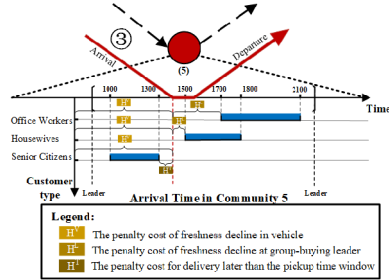 ③
Arrival
Departure
(5)
1000 1300 1500 1700 1800 2100
Time
Office Workers
Housewives
Senior Citizens
Customer
type
Leader
Leader
Arrival Time in Community 5
Legend:
The penalty cost of freshness decline in vehicle
The penalty cost of freshness decline at group-buying leader
The penalty cost for delivery later than the pickup time window